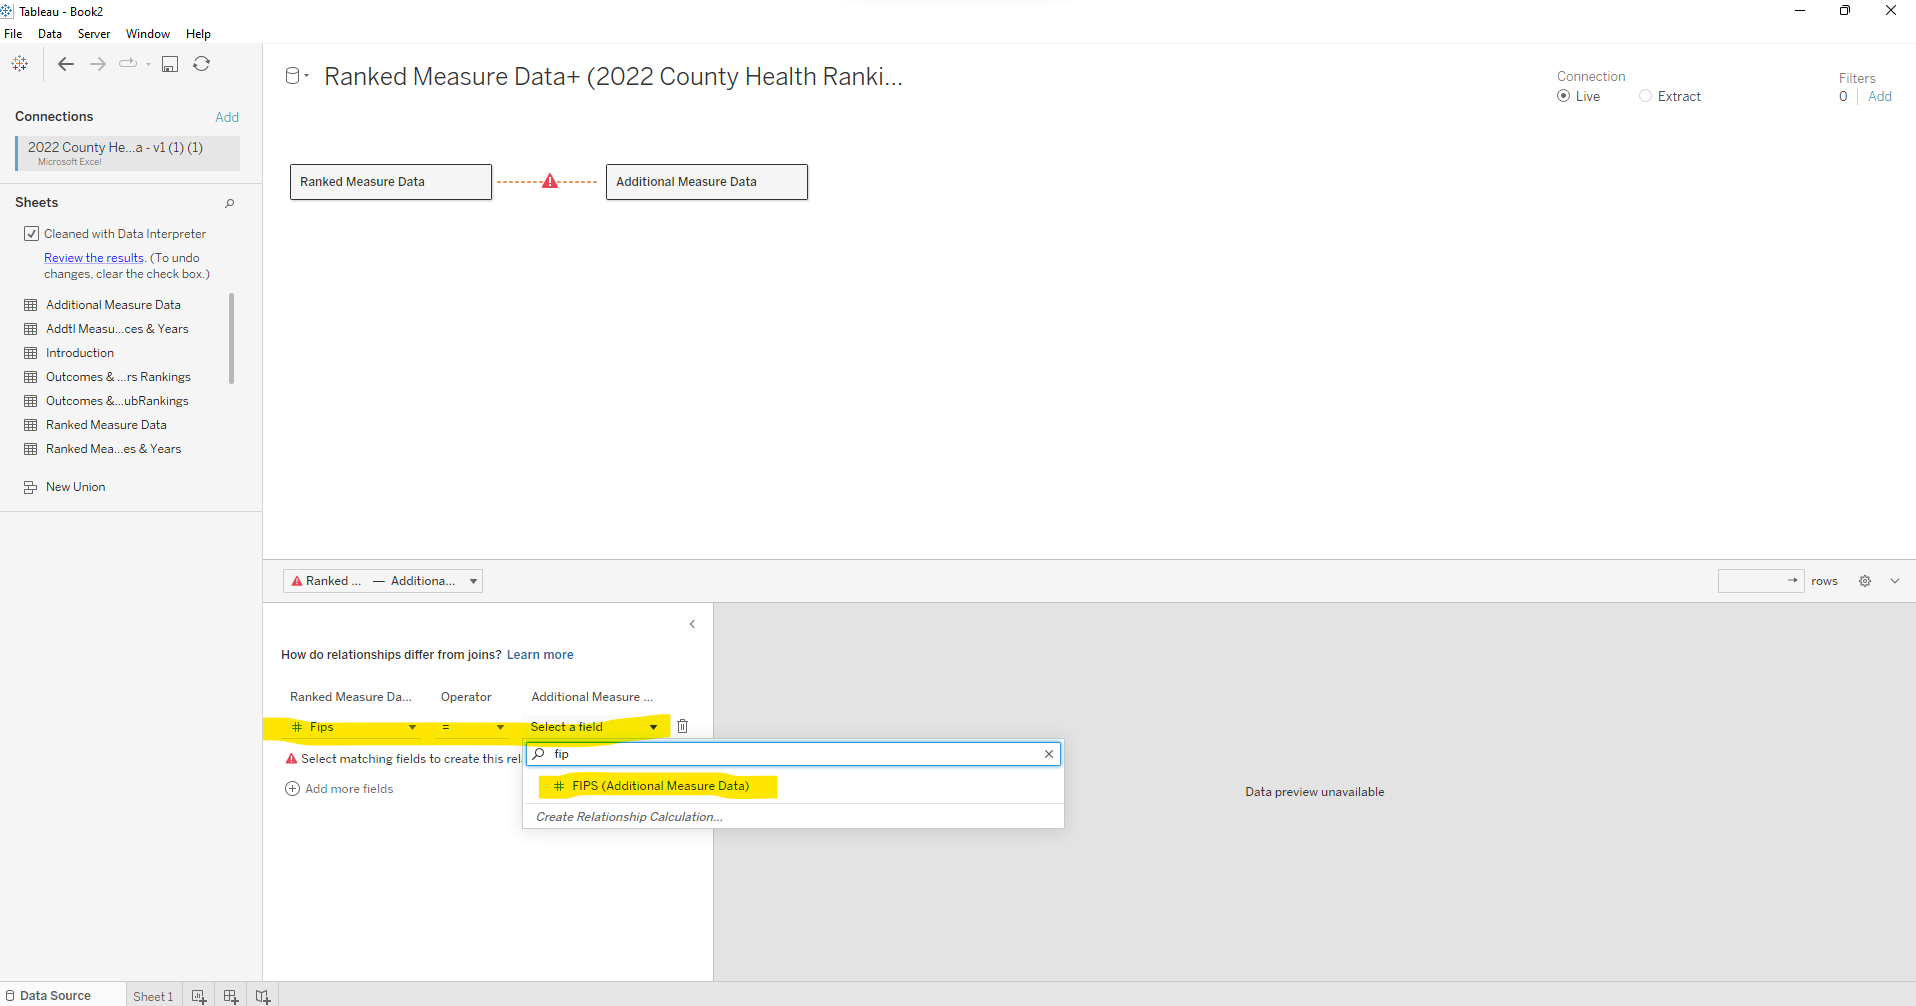 Tableau - Book2
File Data Server Window Help
Connections Add
2022 County He...a - v1 (1) (1)
Microsoft Excel
Sheets
Cleaned with Data Interpreter
Review the results. (To undo
changes, clear the check box.)
Additional Measure Data
Addtl Measu...ces & Years
Introduction
Outcomes & ...rs Rankings
Outcomes &...ubRankings
Ranked Measure Data
Ranked Mea...es & Years
New Union
Ranked Measure Data+ (2022 County Health Ranki...
Connection
Live Extract
Filters
0 Add
Ranked Measure Data
Additional Measure Data
Ranked ... — Additiona...
rows
How do relationships differ from joins? Learn more
Ranked Measure Da... Operator Additional Measure ...
Fips = Select a field
Select matching fields to create this rel
Add more fields
fip
FIPS (Additional Measure Data)
Create Relationship Calculation...
Data preview unavailable
Data Source Sheet 1